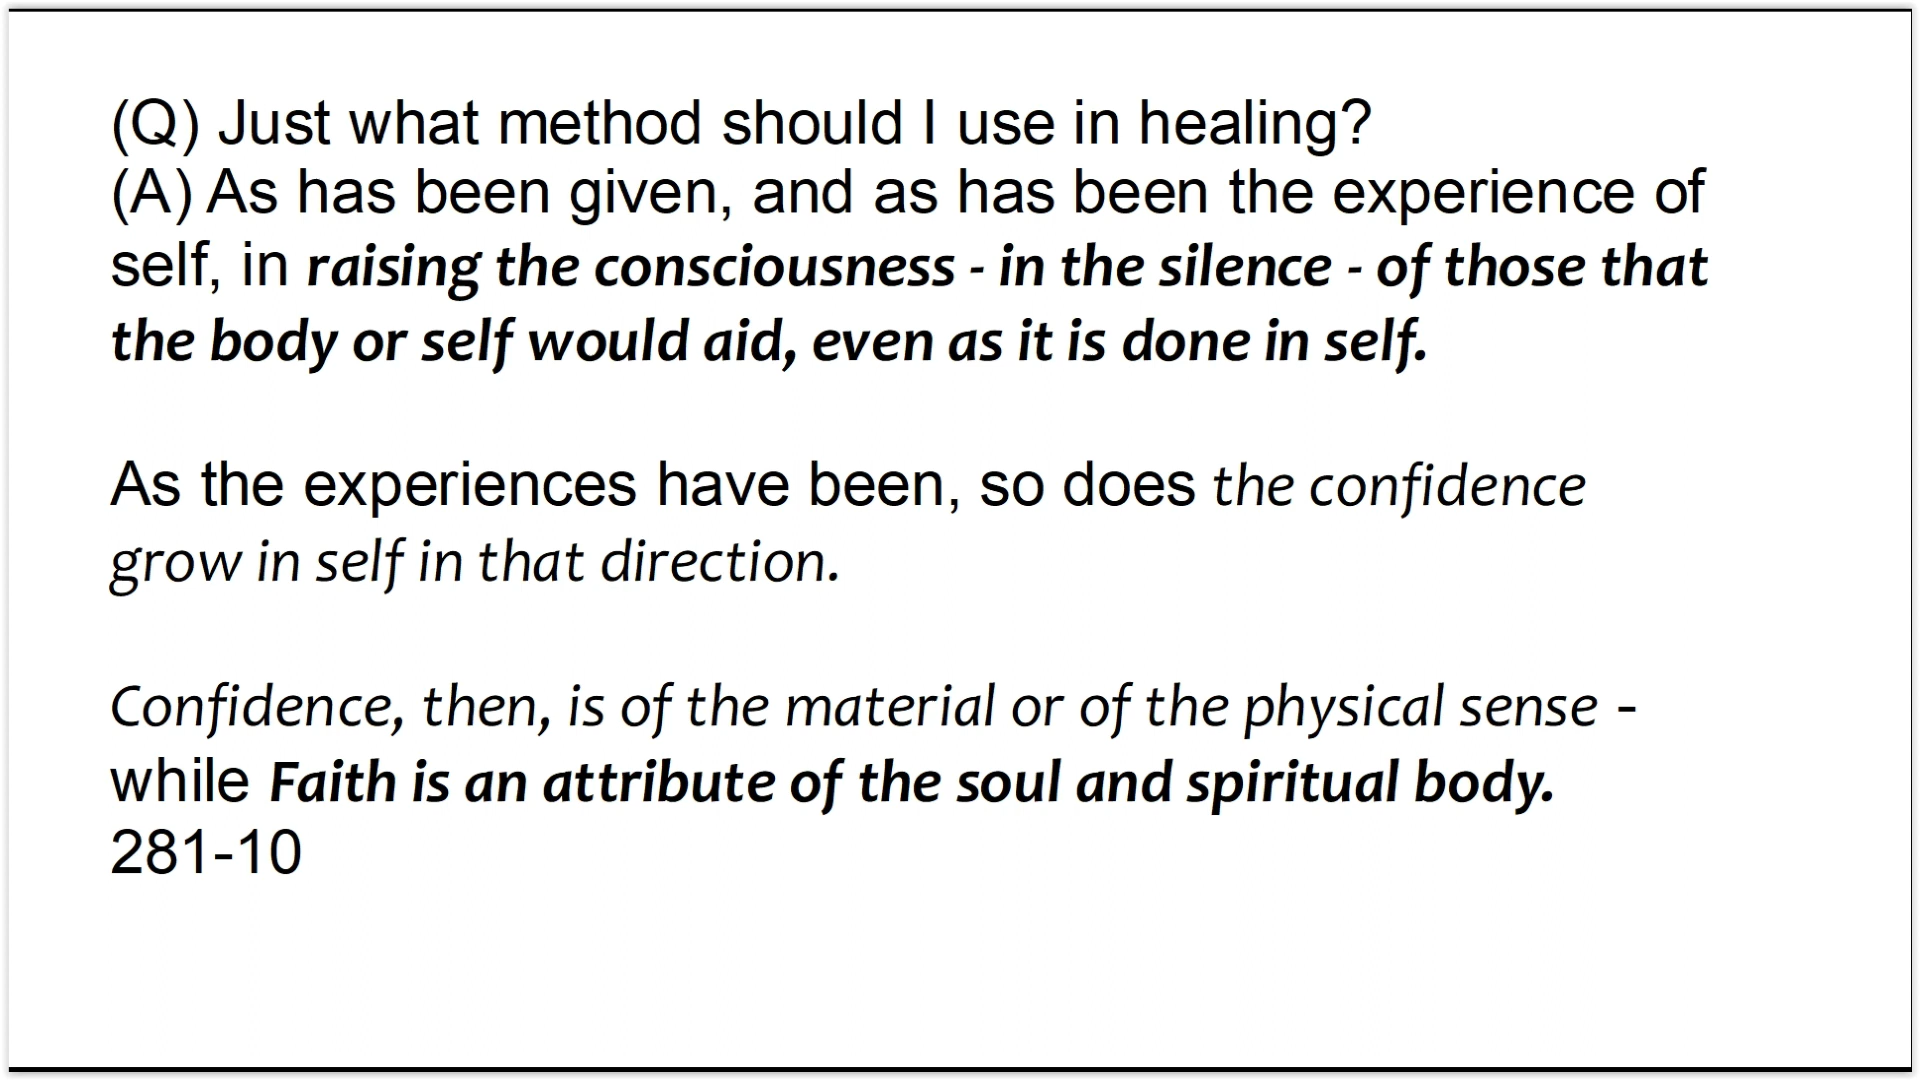 (Q) Just what method should I use in healing?
(A) As has been given, and as has been the experience of
self, in raising the consciousness - in the silence - of those that
the body or self would aid, even as it is done in self.
As the experiences have been, so does the confidence
grow in self in that direction.
Confidence, then, is of the material or of the physical sense -
while Faith is an attribute of the soul and spiritual body.
281-10